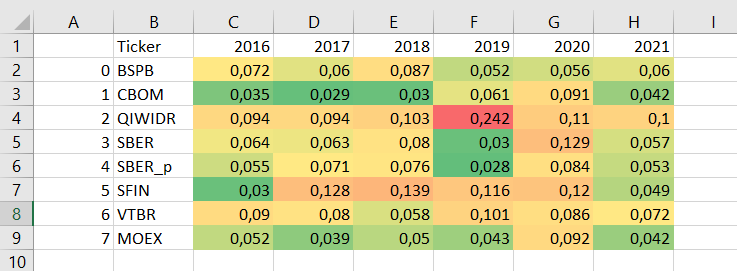 A B C D E F G H I
1 Ticker 2016 2017 2018 2019 2020 2021
2 0 BSPB 0,072 0,06 0,087 0,052 0,056 0,06
3 1 CBOM 0,035 0,029 0,03 0,061 0,091 0,042
4 2 QIWIDR 0,094 0,094 0,103 0,242 0,11 0,1
5 3 SBER 0,064 0,063 0,08 0,03 0,129 0,057
6 4 SBER_p 0,055 0,071 0,076 0,028 0,084 0,053
7 5 SFIN 0,03 0,128 0,139 0,116 0,12 0,049
8 6 VTBR 0,09 0,08 0,058 0,101 0,086 0,072
9 7 MOEX 0,052 0,039 0,05 0,043 0,092 0,042
10